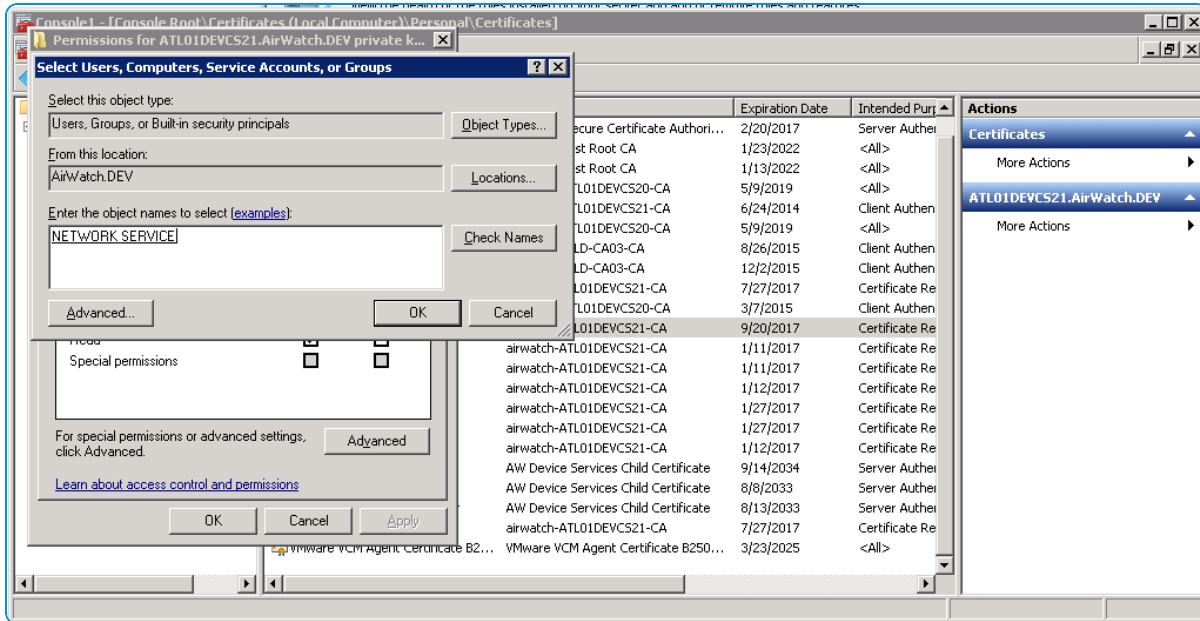 Console1 - [Console Root\Certificates (Local Computer)\Personal\Certificates]
Permissions for ATL01DEVCS21.AirWatch.DEV private k...
Select Users, Computers, Service Accounts, or Groups
Select this object type:
Users, Groups, or Built-in security principals
Object Types...
From this location:
AirWatch.DEV
Locations...
Enter the object names to select (examples):
NETWORK SERVICE
Check Names
Advanced...
OK
Cancel
Special permissions
For special permissions or advanced settings,
click Advanced.
Advanced
Learn about access control and permissions
OK
Cancel
Apply
Expiration Date
Intended Purp
ecure Certificate Authori... 2/20/2017 Server Authen
st Root CA 1/23/2022 <All>
st Root CA 1/13/2022 <All>
TL01DEVCS20-CA 5/9/2019 <All>
TL01DEVCS21-CA 6/24/2014 Client Authen
TL01DEVCS20-CA 5/9/2019 <All>
LD-CA03-CA 8/26/2015 Client Authen
LD-CA03-CA 12/2/2015 Client Authen
L01DEVCS21-CA 7/27/2017 Certificate Re
TL01DEVCS20-CA 3/7/2015 Client Authen
L01DEVCS21-CA 9/20/2017 Certificate Re
airwatch-ATL01DEVCS21-CA 1/11/2017 Certificate Re
airwatch-ATL01DEVCS21-CA 1/11/2017 Certificate Re
airwatch-ATL01DEVCS21-CA 1/12/2017 Certificate Re
airwatch-ATL01DEVCS21-CA 1/27/2017 Certificate Re
airwatch-ATL01DEVCS21-CA 1/27/2017 Certificate Re
airwatch-ATL01DEVCS21-CA 1/12/2017 Certificate Re
AW Device Services Child Certificate 9/14/2034 Server Authen
AW Device Services Child Certificate 8/8/2033 Server Authen
AW Device Services Child Certificate 8/13/2033 Server Authen
airwatch-ATL01DEVCS21-CA 7/27/2017 Certificate Re
VMware VCM Agent Certificate B2... VMware VCM Agent Certificate B250... 3/23/2025 <All>
Actions
Certificates
More Actions
ATL01DEVCS21.AirWatch.DEV
More Actions